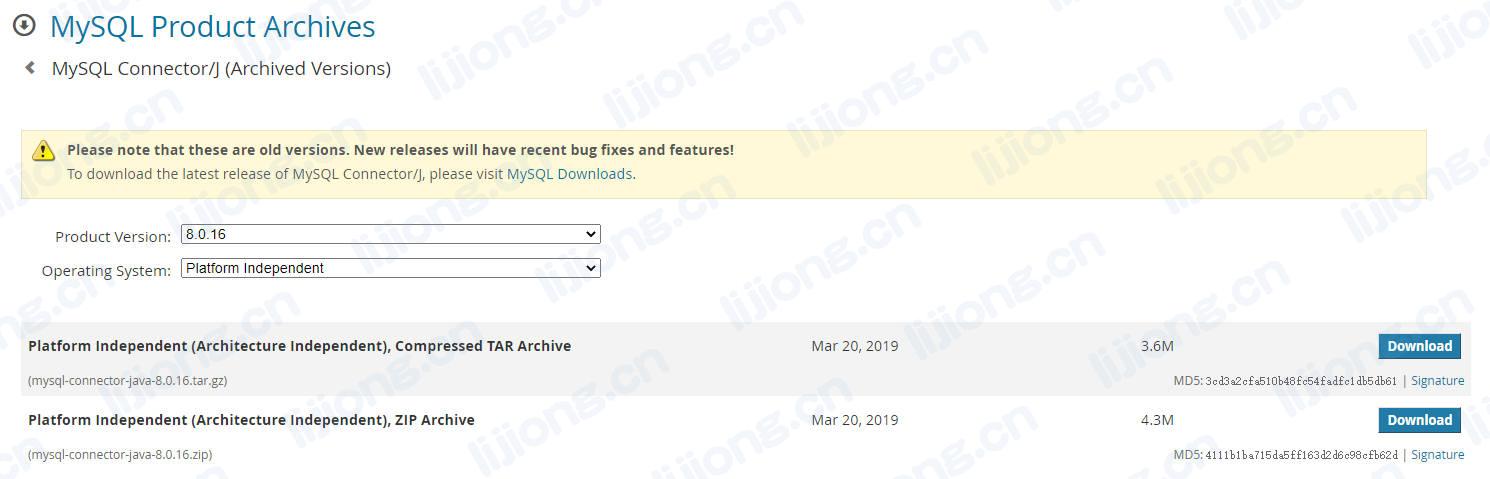 MySQL Product Archives
MySQL Connector/J (Archived Versions)
Please note that these are old versions. New releases will have recent bug fixes and features!
To download the latest release of MySQL Connector/J, please visit MySQL Downloads.
Product Version: 8.0.16
Operating System: Platform Independent
Platform Independent (Architecture Independent), Compressed TAR Archive Mar 20, 2019 3.6M Download
(mysql-connector-java-8.0.16.tar.gz) MD5: 3cd3a2cfa510b48fc54fadfc1db5db61 | Signature
Platform Independent (Architecture Independent), ZIP Archive Mar 20, 2019 4.3M Download
(mysql-connector-java-8.0.16.zip) MD5: 4111b1ba715da5ff163d2d6c98cfb62d | Signature
lijiong.cn